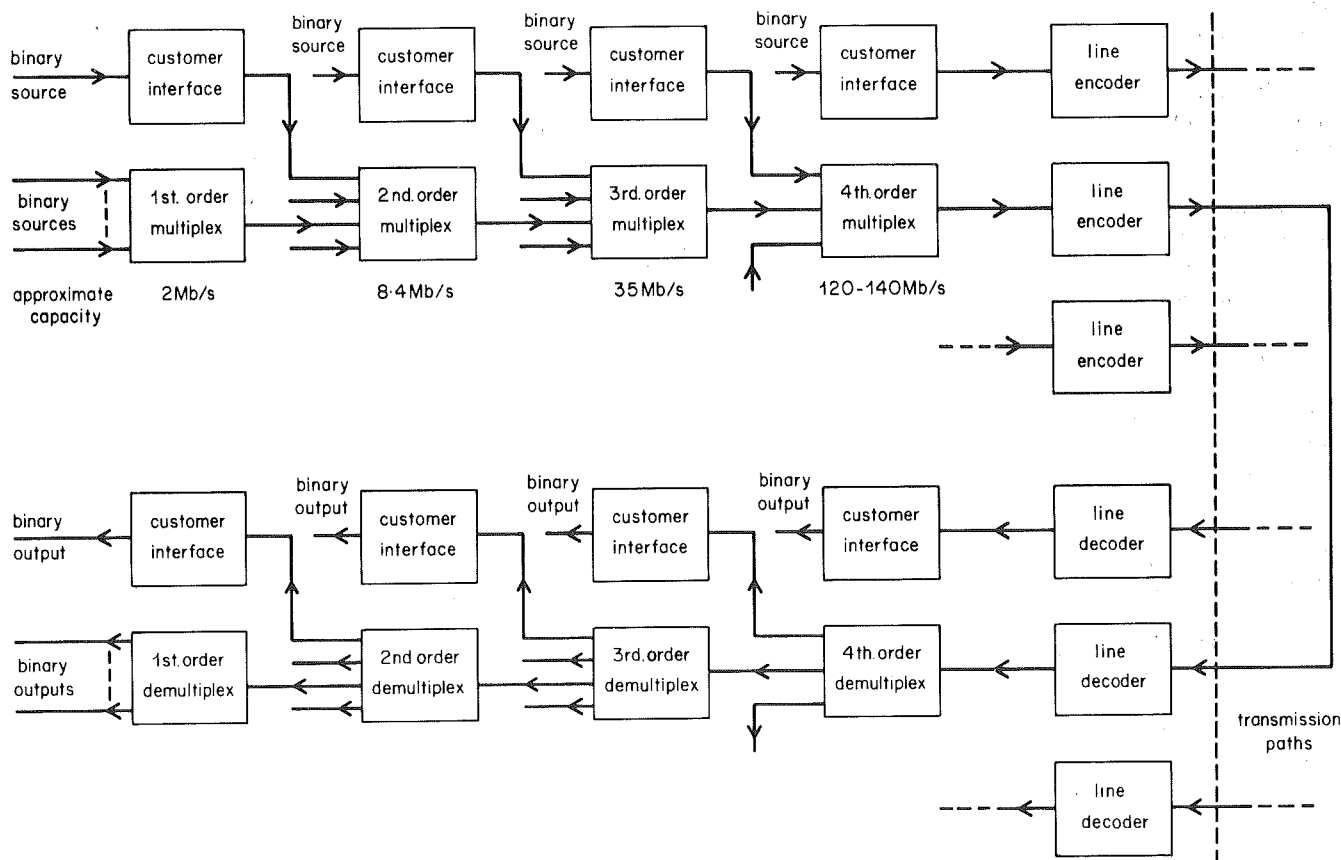 binary
source
customer
interface
binary
source
customer
interface
binary
source
customer
interface
binary
source
customer
interface
line
encoder
binary
sources
1st. order
multiplex
2nd. order
multiplex
3rd. order
multiplex
4th. order
multiplex
line
encoder
approximate
capacity
2Mb/s
8·4Mb/s
35Mb/s
120-140Mb/s
line
encoder
binary
output
customer
interface
binary
output
customer
interface
binary
output
customer
interface
binary
output
customer
interface
line
decoder
binary
outputs
1st. order
demultiplex
2nd order
demultiplex
3rd. order
demultiplex
4th. order
demultiplex
line
decoder
transmission
paths
line
decoder